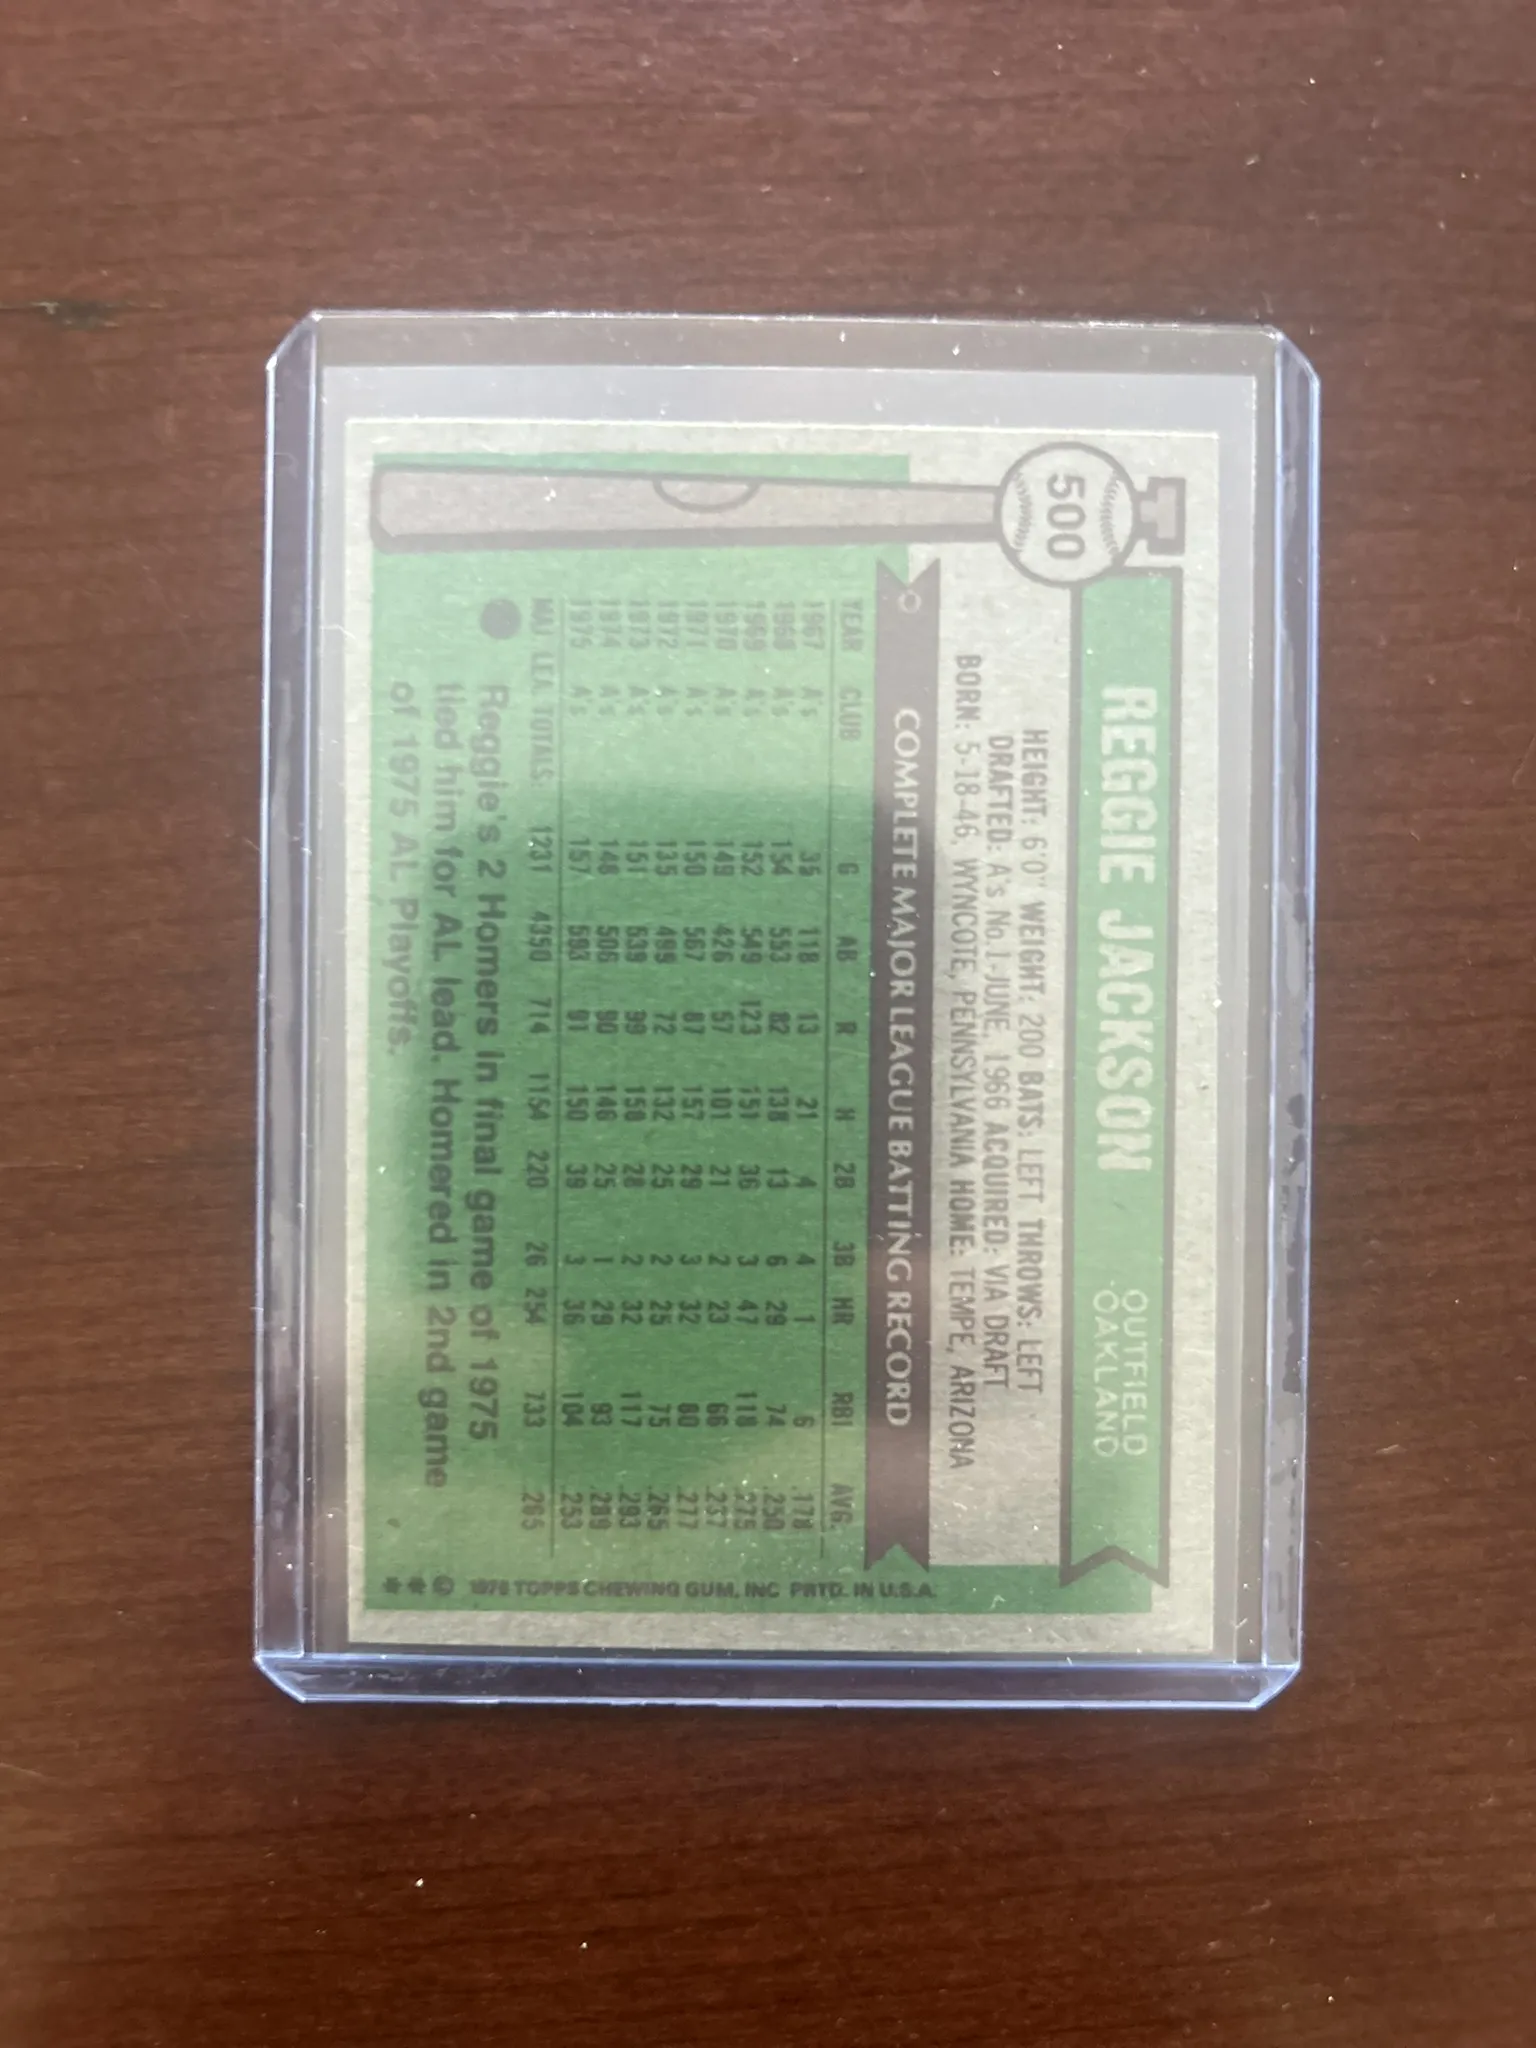 500
REGGIE JACKSON
OUTFIELD
OAKLAND
HEIGHT: 6'0" WEIGHT: 200 BATS: LEFT THROWS: LEFT
DRAFTED: A's No.1-JUNE, 1966 ACQUIRED: VIA DRAFT
BORN: 5-18-46, WYNCOTE, PENNSYLVANIA HOME: TEMPE, ARIZONA
COMPLETE MAJOR LEAGUE BATTING RECORD
YEAR CLUB G AB R H 2B 3B HR RBI AVG.
1967 A's 35 118 13 21 4 4 1 6 .178
1968 A's 154 553 82 138 13 6 29 74 .250
1969 A's 152 549 123 151 36 3 47 118 .275
1970 A's 149 426 57 101 21 2 23 66 .237
1971 A's 150 567 87 157 29 3 32 80 .277
1972 A's 135 499 72 132 25 2 25 75 .265
1973 A's 151 539 99 158 28 2 32 117 .293
1974 A's 148 506 90 146 25 1 29 93 .289
1975 A's 157 593 91 150 39 3 36 104 .253
MAJ. LEA. TOTALS: 1231 4350 714 1154 220 26 254 733 .265
Reggie's 2 Homers in final game of 1975
tied him for AL lead. Homered in 2nd game
of 1975 AL Playoffs.
**© 1976 TOPPS CHEWING GUM, INC PRTD. IN U.S.A.